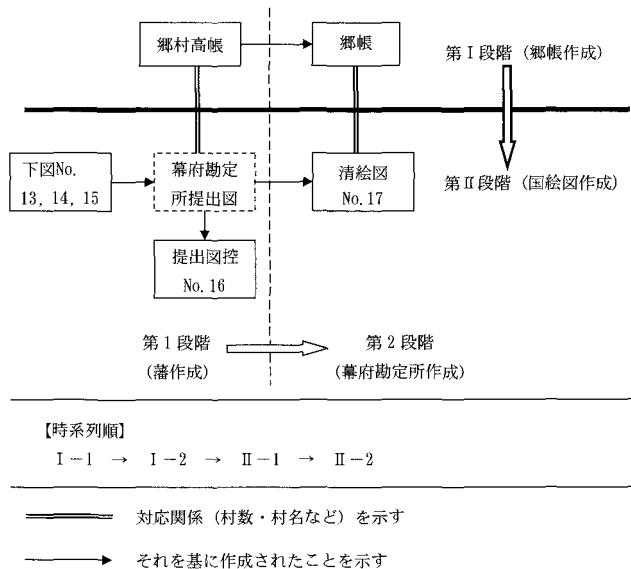 郷村高帳
郷帳
第Ⅰ段階（郷帳作成）
下図No.
13, 14, 15
幕府勘定
所提出図
清絵図
No.17
第Ⅱ段階（国絵図作成）
提出図控
No.16
第1段階
(藩作成)
第2段階
(幕府勘定所作成)
【時系列順】
Ⅰ－1 → Ⅰ－2 → Ⅱ－1 → Ⅱ－2
対応関係（村数・村名など）を示す
それを基に作成されたことを示す